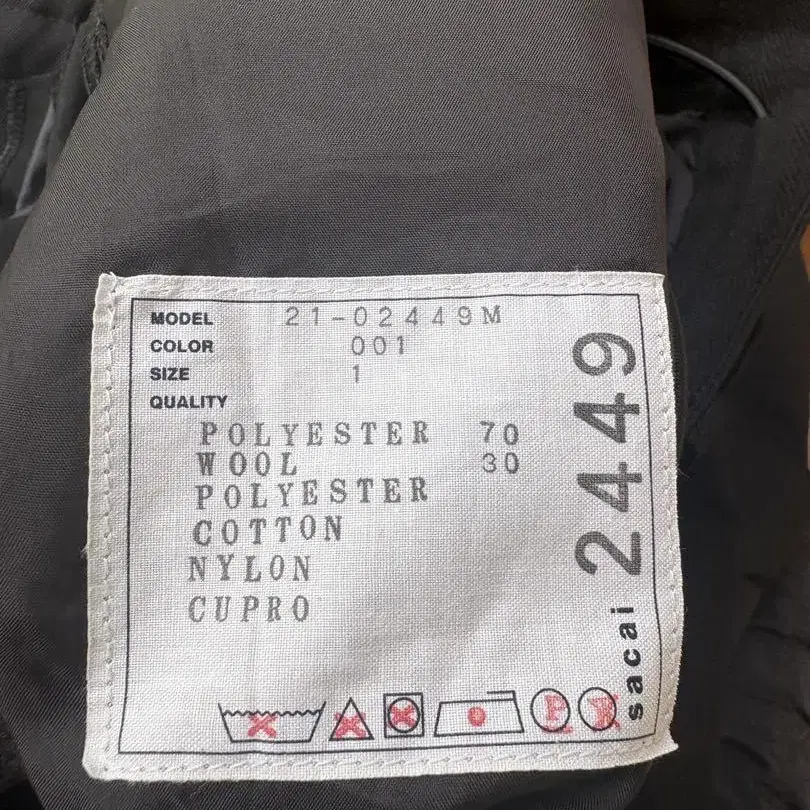 MODEL 21-02449M
COLOR 001
SIZE 1
QUALITY
POLYESTER 70
WOOL 30
POLYESTER
COTTON
NYLON
CUPRO
sacai 2449
P